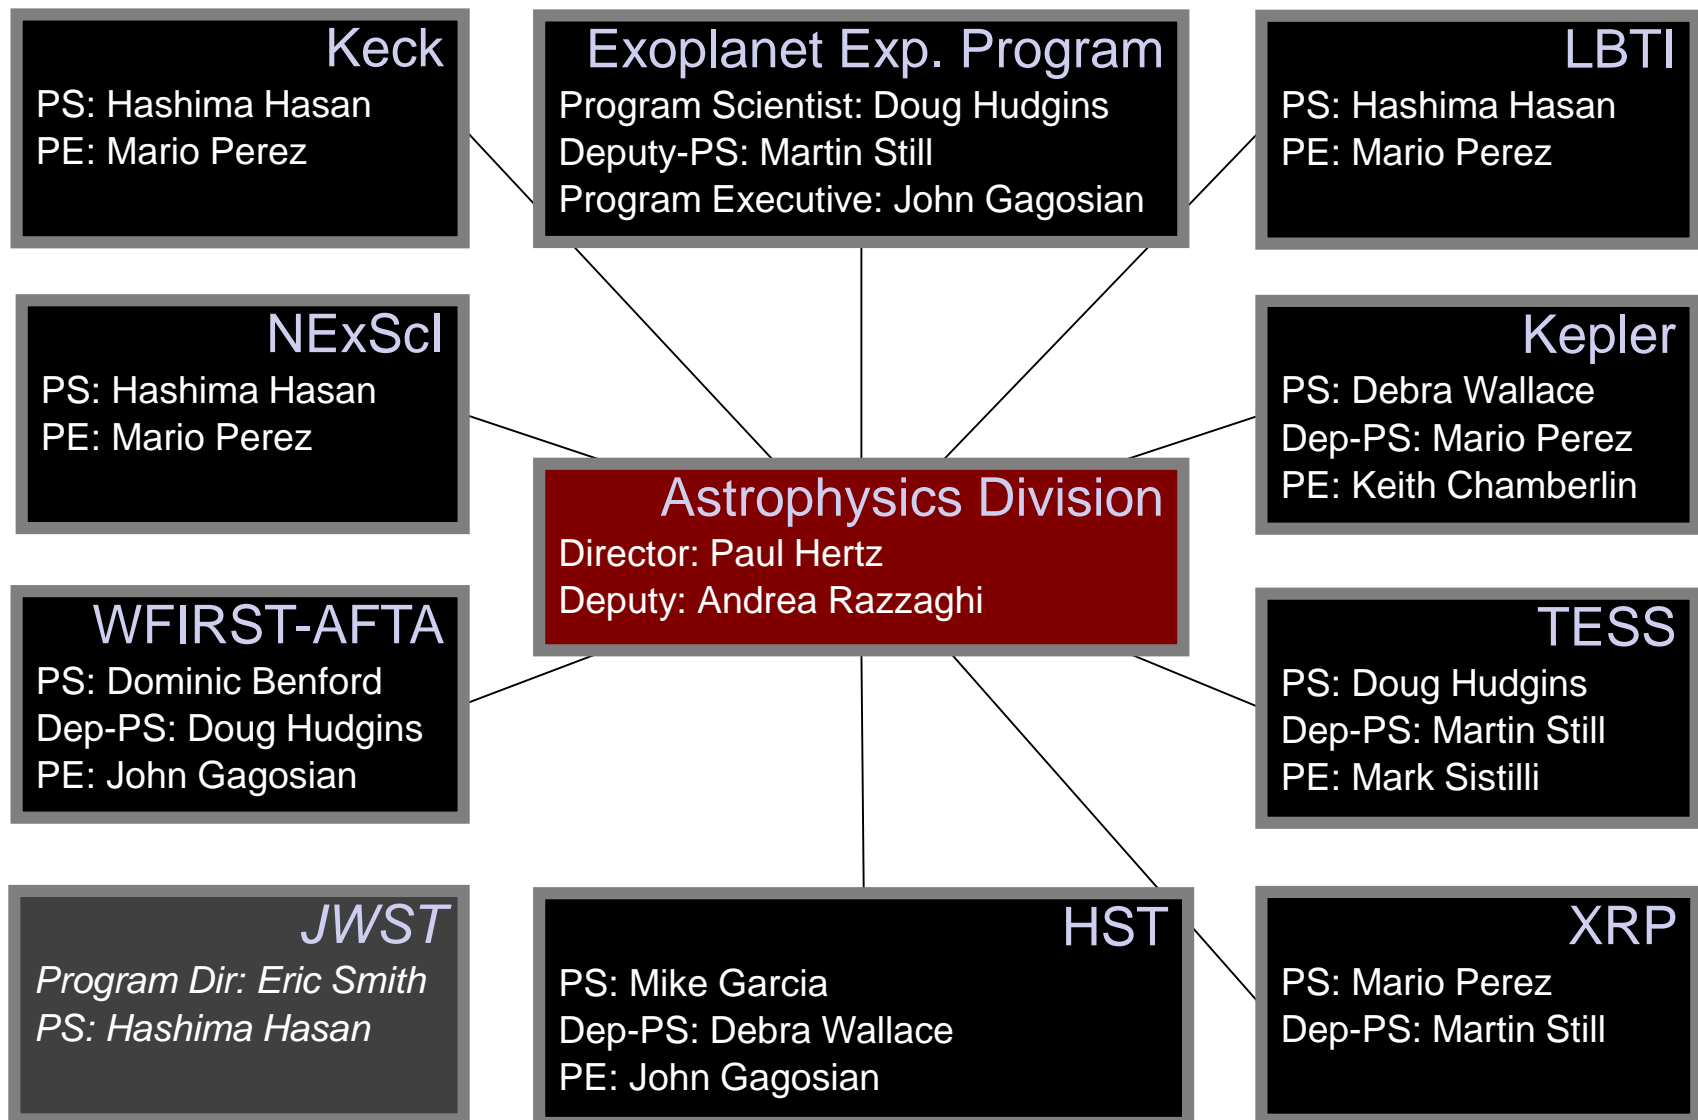 Keck
PS: Hashima Hasan
PE: Mario Perez
Exoplanet Exp. Program
Program Scientist: Doug Hudgins
Deputy-PS: Martin Still
Program Executive: John Gagosian
LBTI
PS: Hashima Hasan
PE: Mario Perez
NExScI
PS: Hashima Hasan
PE: Mario Perez
Kepler
PS: Debra Wallace
Dep-PS: Mario Perez
PE: Keith Chamberlin
Astrophysics Division
Director: Paul Hertz
Deputy: Andrea Razzaghi
WFIRST-AFTA
PS: Dominic Benford
Dep-PS: Doug Hudgins
PE: John Gagosian
TESS
PS: Doug Hudgins
Dep-PS: Martin Still
PE: Mark Sistilli
JWST
Program Dir: Eric Smith
PS: Hashima Hasan
HST
PS: Mike Garcia
Dep-PS: Debra Wallace
PE: John Gagosian
XRP
PS: Mario Perez
Dep-PS: Martin Still